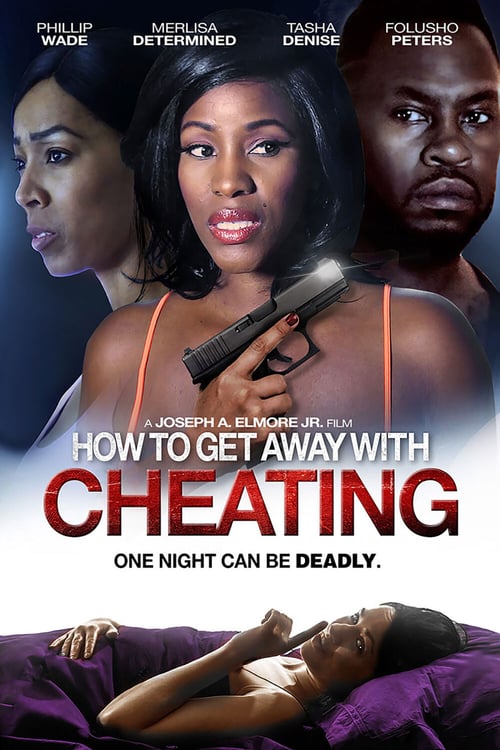 PHILLIP WADE
MERLISA DETERMINED
TASHA DENISE
FOLUSHO PETERS
A JOSEPH A. ELMORE JR. FILM
HOW TO GET AWAY WITH
CHEATING
ONE NIGHT CAN BE DEADLY.